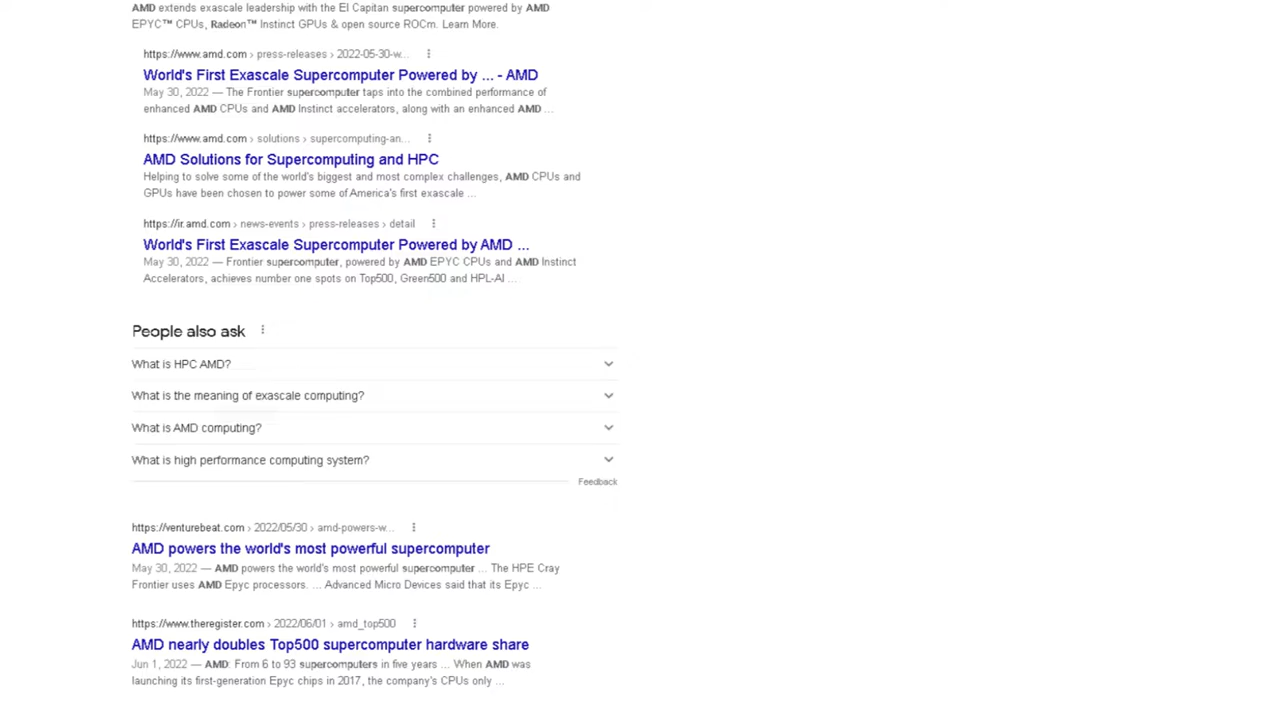 AMD extends exascale leadership with the El Capitan supercomputer powered by AMD
EPYC™ CPUs, Radeon™ Instinct GPUs & open source ROCm. Learn More.
https://www.amd.com › press-releases › 2022-05-30-w...
World's First Exascale Supercomputer Powered by ... - AMD
May 30, 2022 — The Frontier supercomputer taps into the combined performance of
enhanced AMD CPUs and AMD Instinct accelerators, along with an enhanced AMD ...
https://www.amd.com › solutions › supercomputing-an...
AMD Solutions for Supercomputing and HPC
Helping to solve some of the world's biggest and most complex challenges, AMD CPUs and
GPUs have been chosen to power some of America's first exascale ...
https://ir.amd.com › news-events › press-releases › detail
World's First Exascale Supercomputer Powered by AMD ...
May 30, 2022 — Frontier supercomputer, powered by AMD EPYC CPUs and AMD Instinct
Accelerators, achieves number one spots on Top500, Green500 and HPL-AI ...
People also ask
What is HPC AMD?
What is the meaning of exascale computing?
What is AMD computing?
What is high performance computing system?
Feedback
https://venturebeat.com › 2022/05/30 › amd-powers-w...
AMD powers the world's most powerful supercomputer
May 30, 2022 — AMD powers the world's most powerful supercomputer ... The HPE Cray
Frontier uses AMD Epyc processors. ... Advanced Micro Devices said that its Epyc ...
https://www.theregister.com › 2022/06/01 › amd_top500
AMD nearly doubles Top500 supercomputer hardware share
Jun 1, 2022 — AMD: From 6 to 93 supercomputers in five years ... When AMD was
launching its first-generation Epyc chips in 2017, the company's CPUs only ...